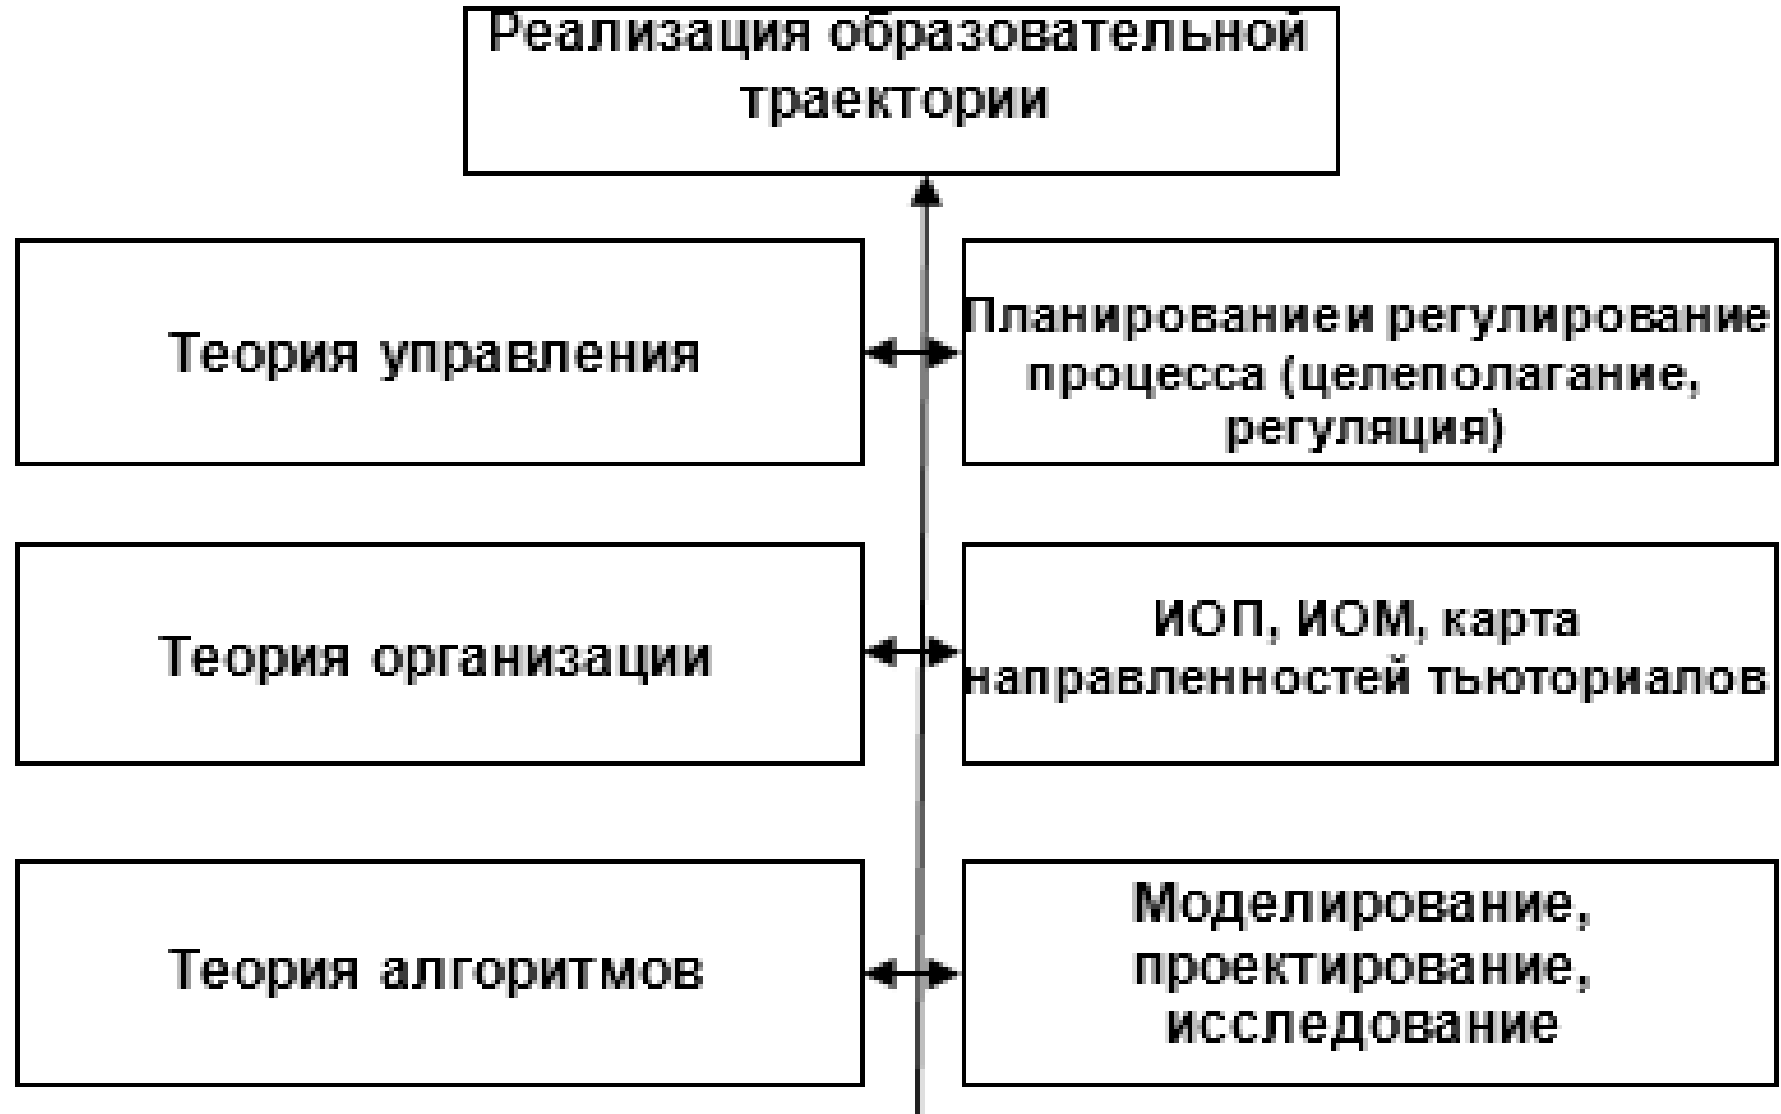 Реализация образовательной
траектории
Теория управления
Планированиеи регулирование
процесса (целеполагание,
регуляция)
Теория организации
ИОП, ИОМ, карта
направленностей тьюториалов
Теория алгоритмов
Моделирование,
проектирование,
исследование